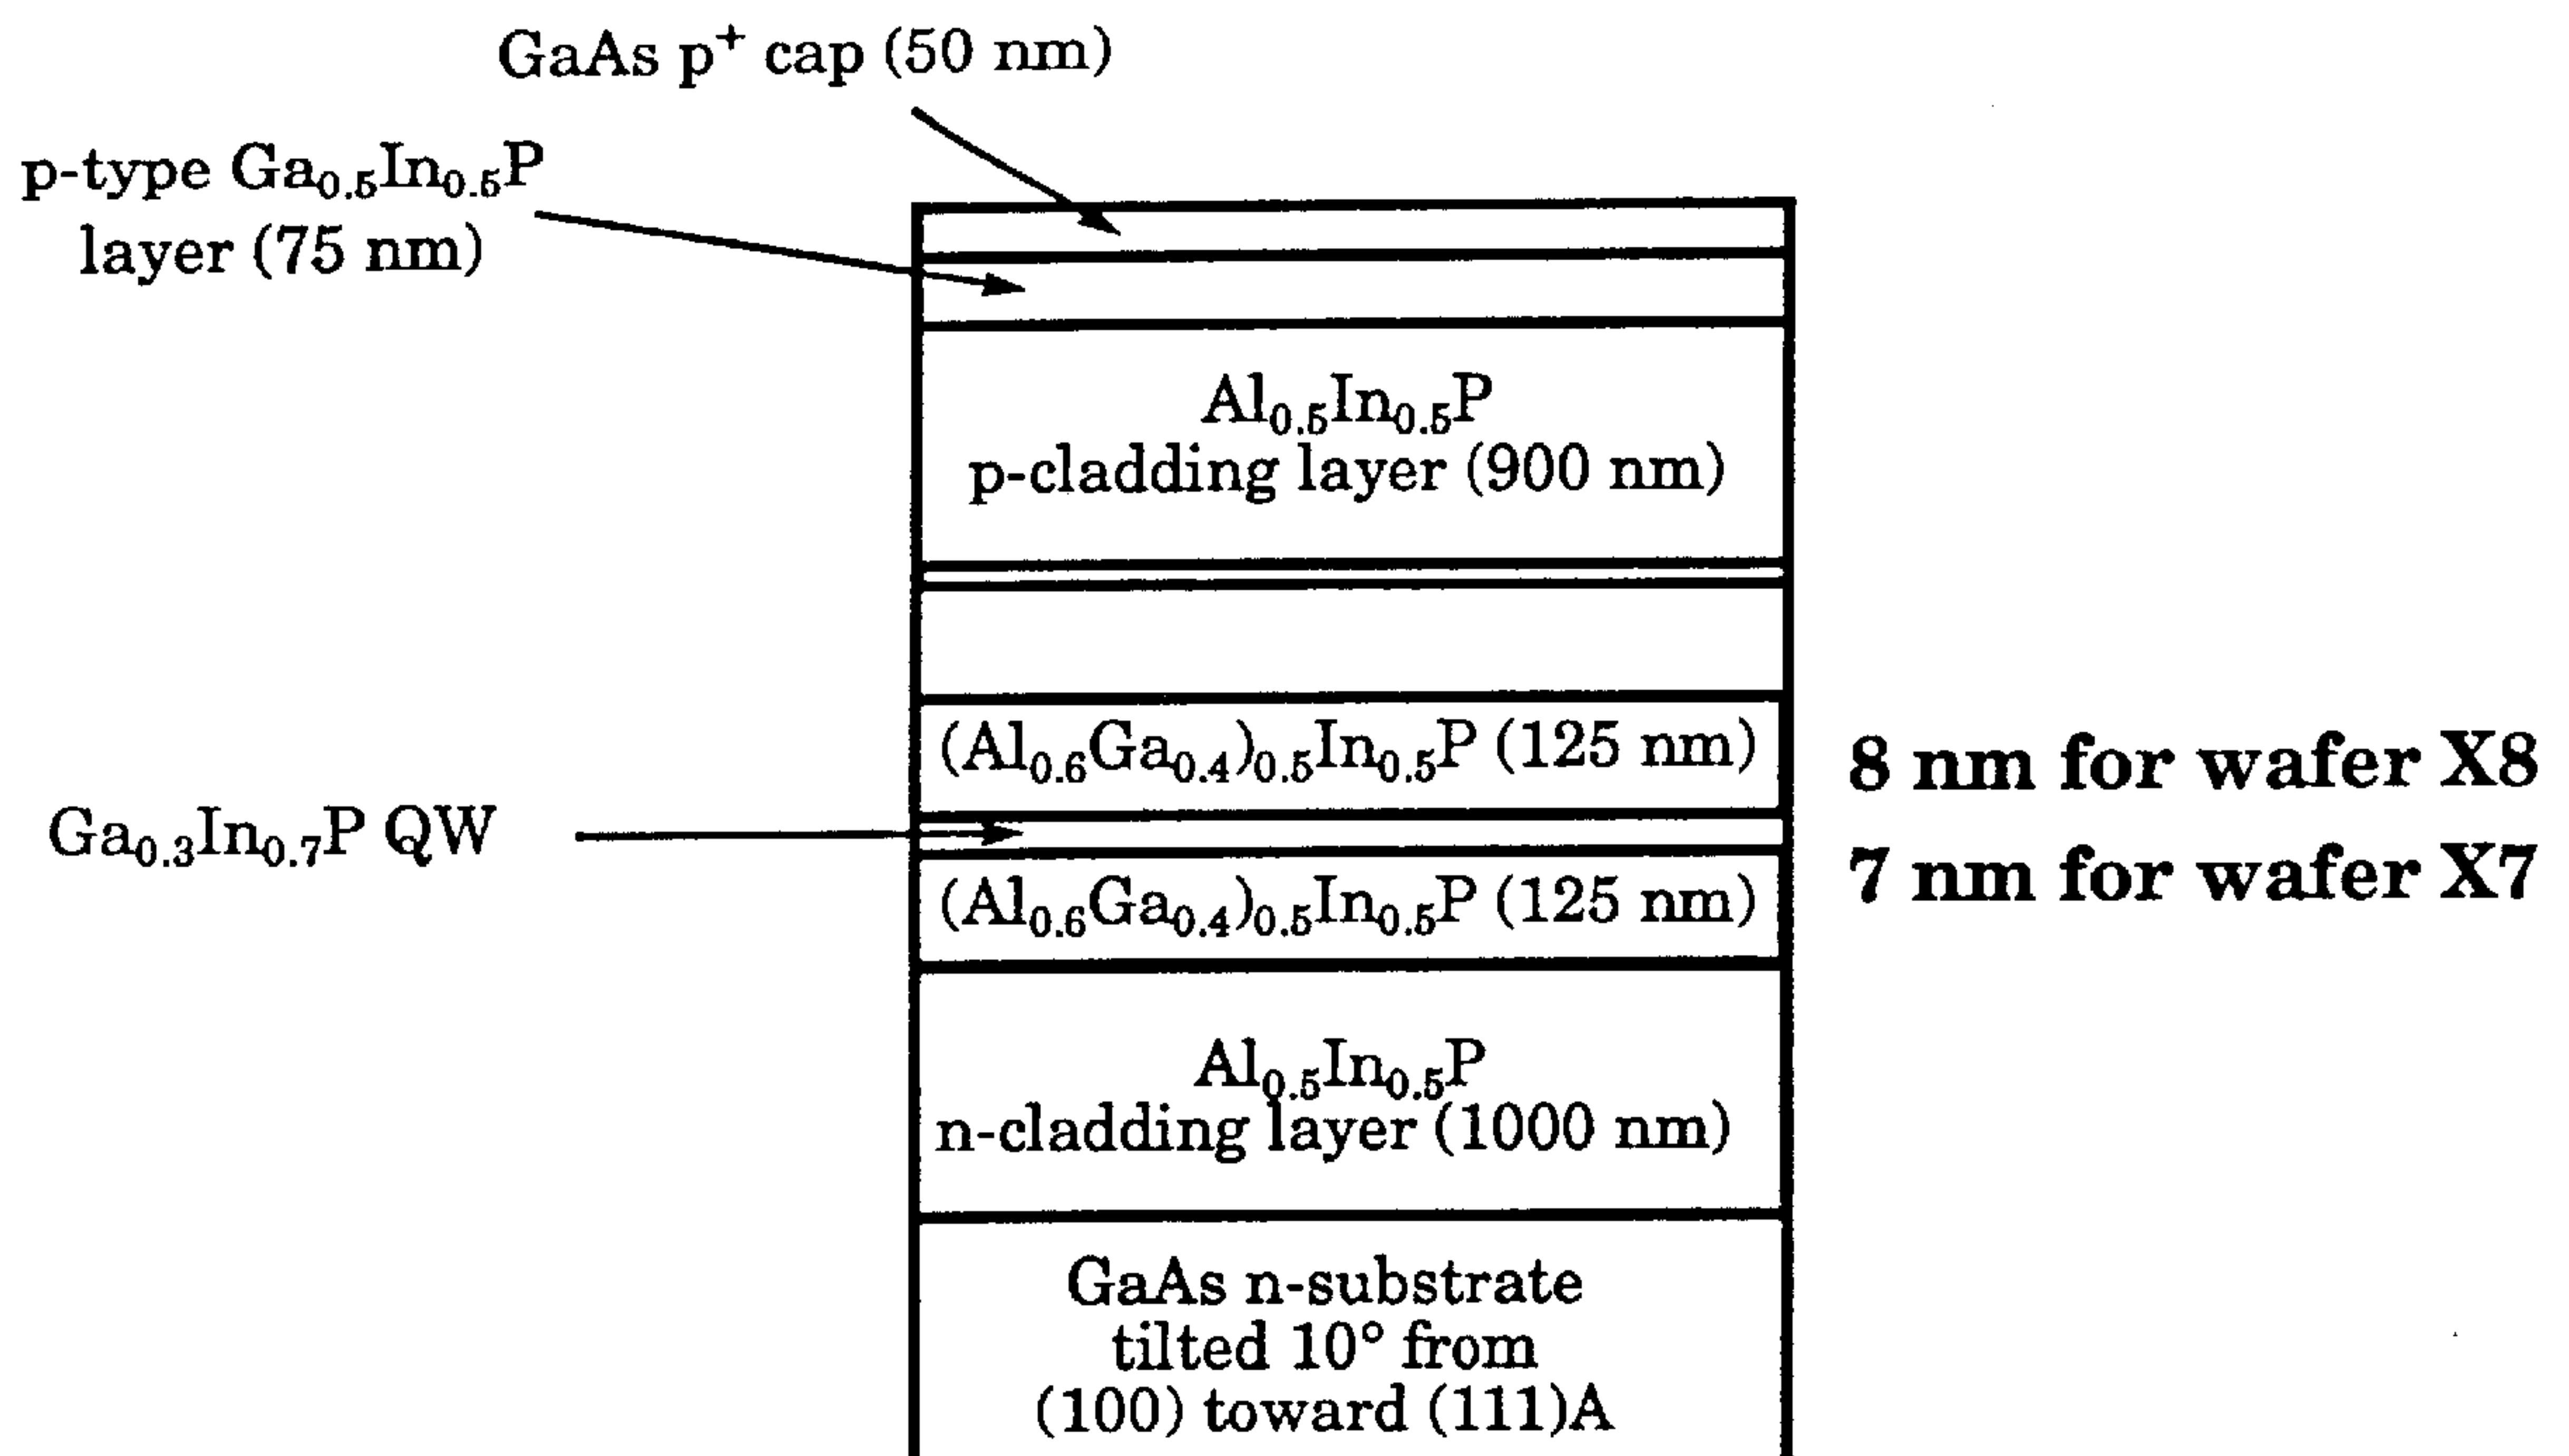 GaAs p⁺ cap (50 nm)
p-type Ga₀.₅In₀.₅P
layer (75 nm)
Al₀.₅In₀.₅P
p-cladding layer (900 nm)
(Al₀.₆Ga₀.₄)₀.₅In₀.₅P (125 nm)
8 nm for wafer X8
Ga₀.₃In₀.₇P QW
7 nm for wafer X7
(Al₀.₆Ga₀.₄)₀.₅In₀.₅P (125 nm)
Al₀.₅In₀.₅P
n-cladding layer (1000 nm)
GaAs n-substrate
tilted 10° from
(100) toward (111)A